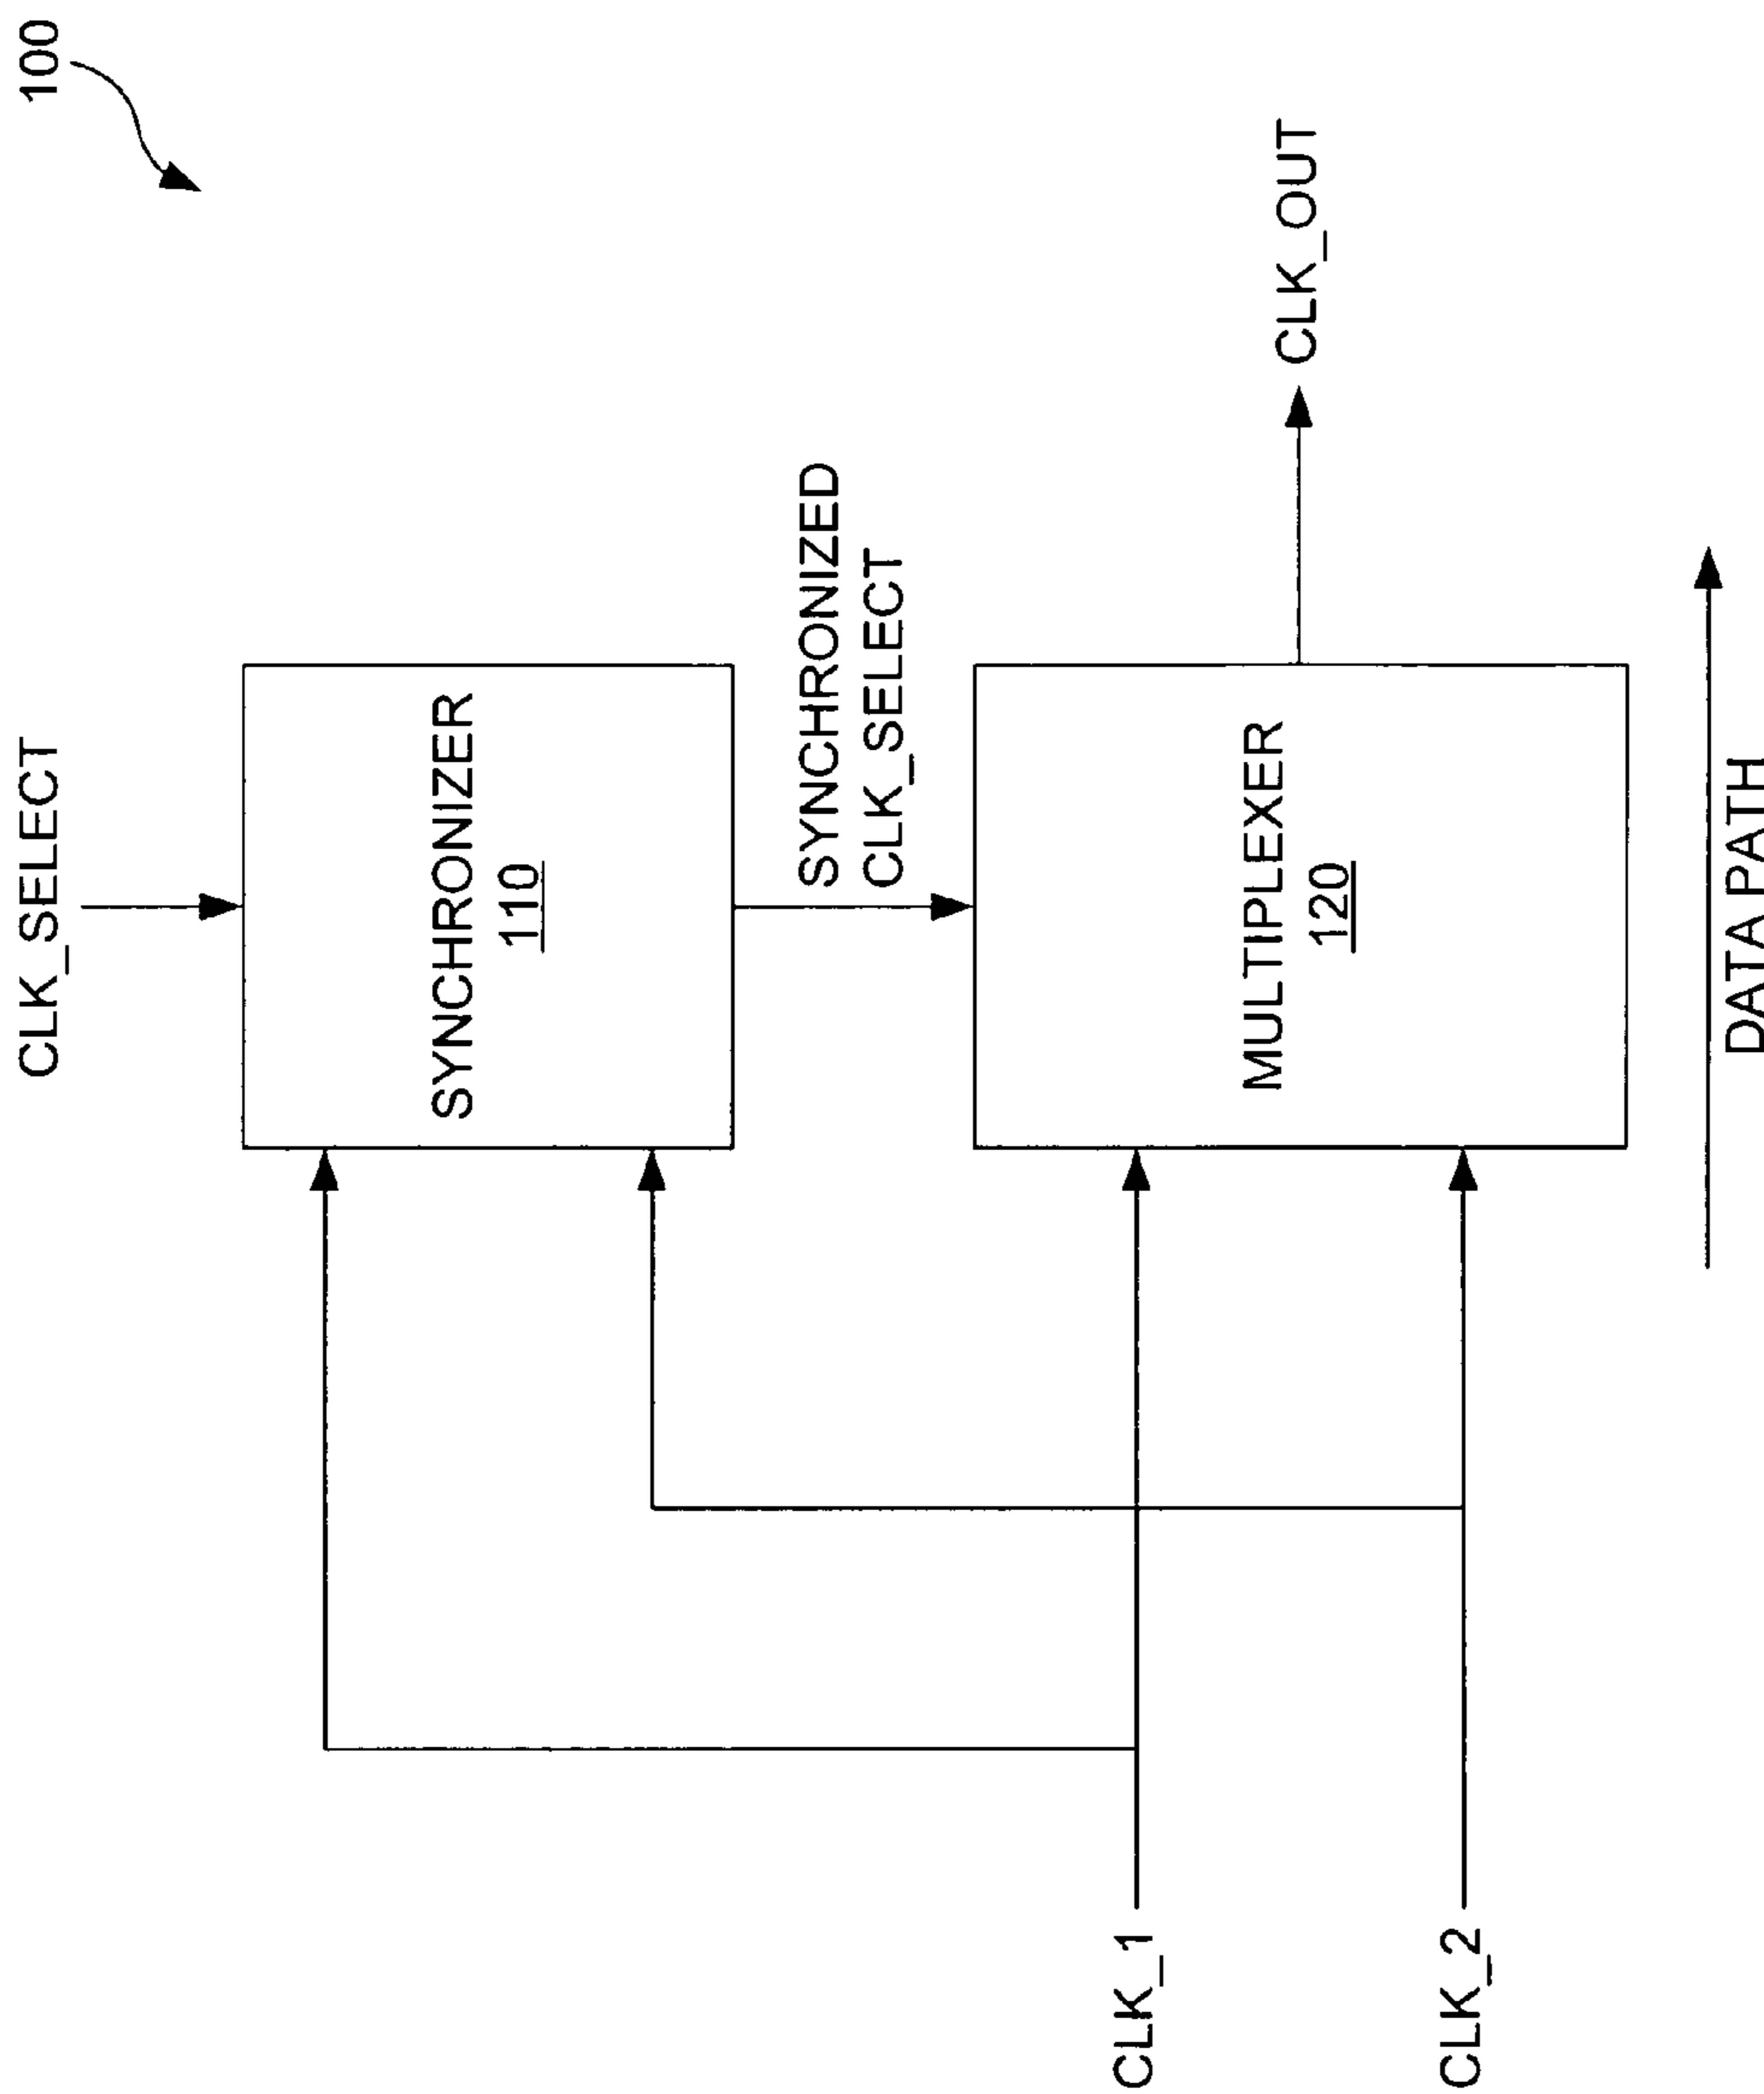 100
CLK_SELECT
SYNCHRONIZER
110
SYNCHRONIZED
CLK_SELECT
CLK_1
MULTIPLEXER
120
CLK_OUT
CLK_2
DATA PATH